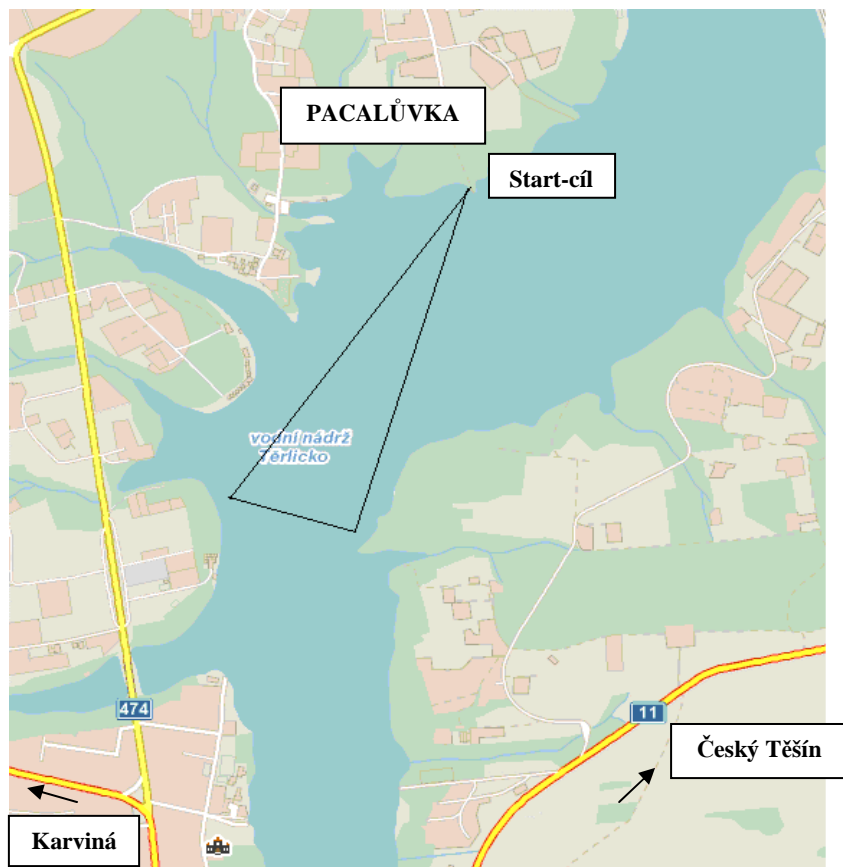 PACALŮVKA
Start-cíl
vodní nádrž
Těrlicko
474
11
Český Těšín
Karviná